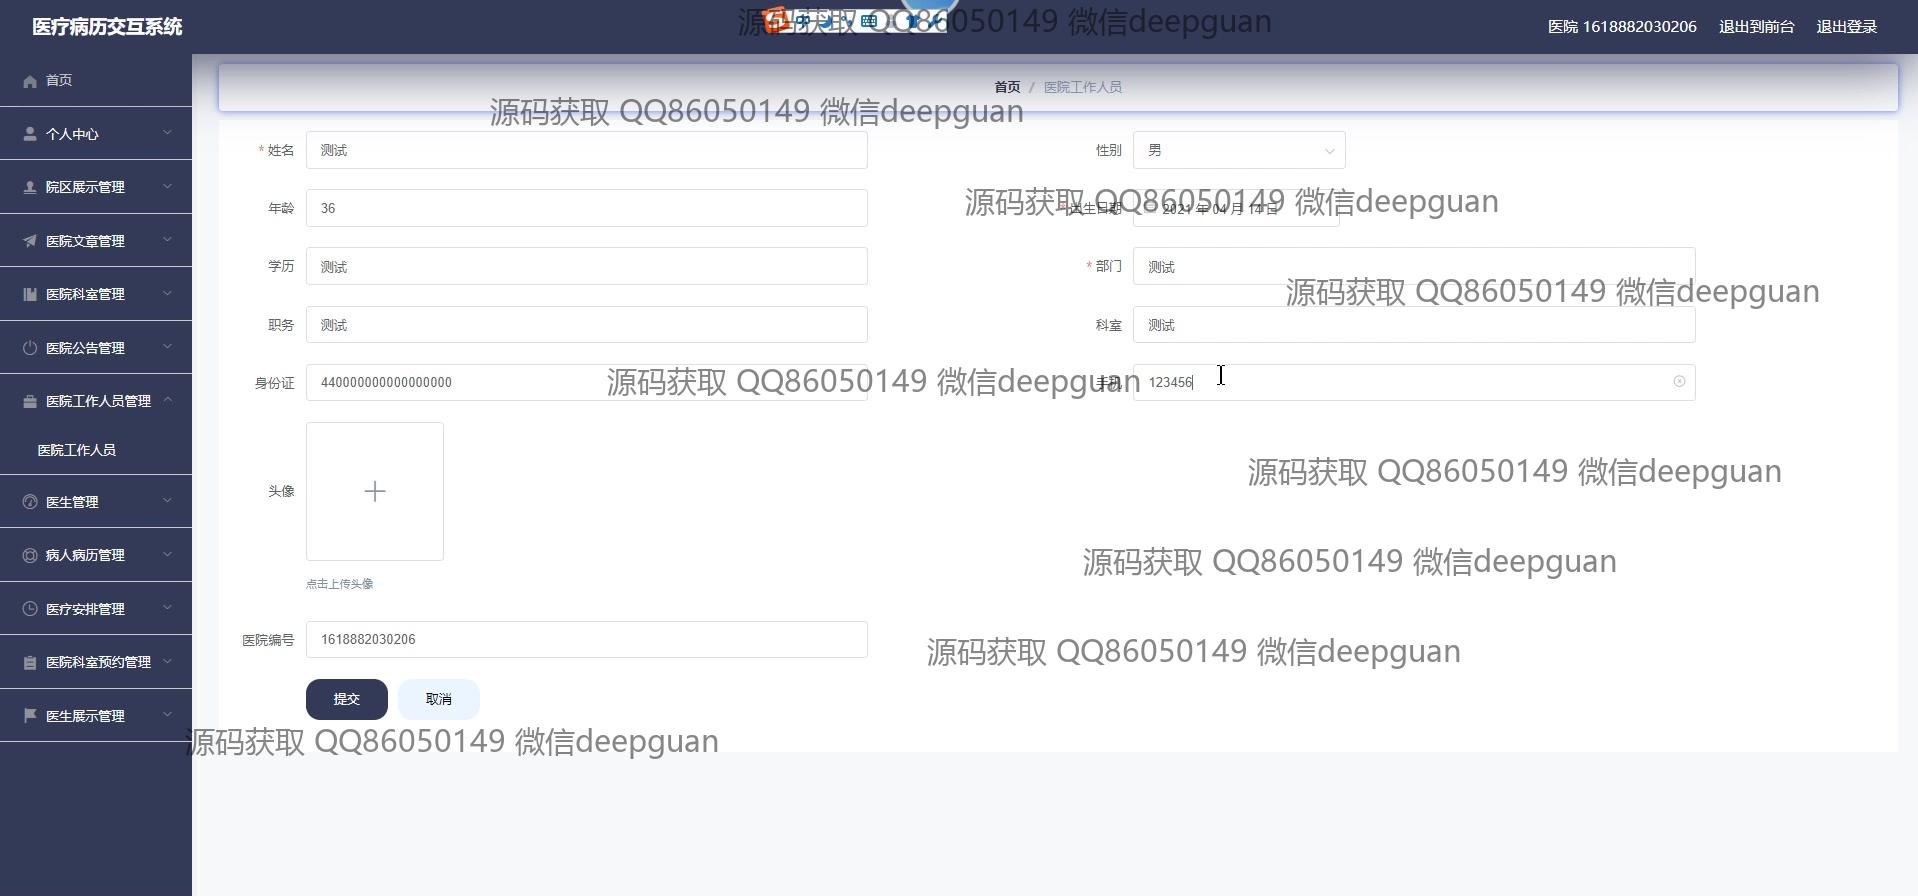 医疗病历交互系统
源码获取 QQ86050149 微信deepguan
医院 1618882030206
退出到前台
退出登录
首页
个人中心
院区展示管理
医院文章管理
医院科室管理
医院公告管理
医院工作人员管理
医院工作人员
医生管理
病人病历管理
医疗安排管理
医院科室预约管理
医生展示管理
首页 / 医院工作人员
源码获取 QQ86050149 微信deepguan
* 姓名 测试
性别 男
源码获取 QQ86050149 微信deepguan
年龄 36
* 出生日期 2021 年 04 月 14 日
学历 测试
* 部门 测试
源码获取 QQ86050149 微信deepguan
职务 测试
科室 测试
身份证 440000000000000000
源码获取 QQ86050149 微信deepguan
手机 123456
源码获取 QQ86050149 微信deepguan
头像
源码获取 QQ86050149 微信deepguan
点击上传头像
医院编号 1618882030206
源码获取 QQ86050149 微信deepguan
提交
取消
源码获取 QQ86050149 微信deepguan